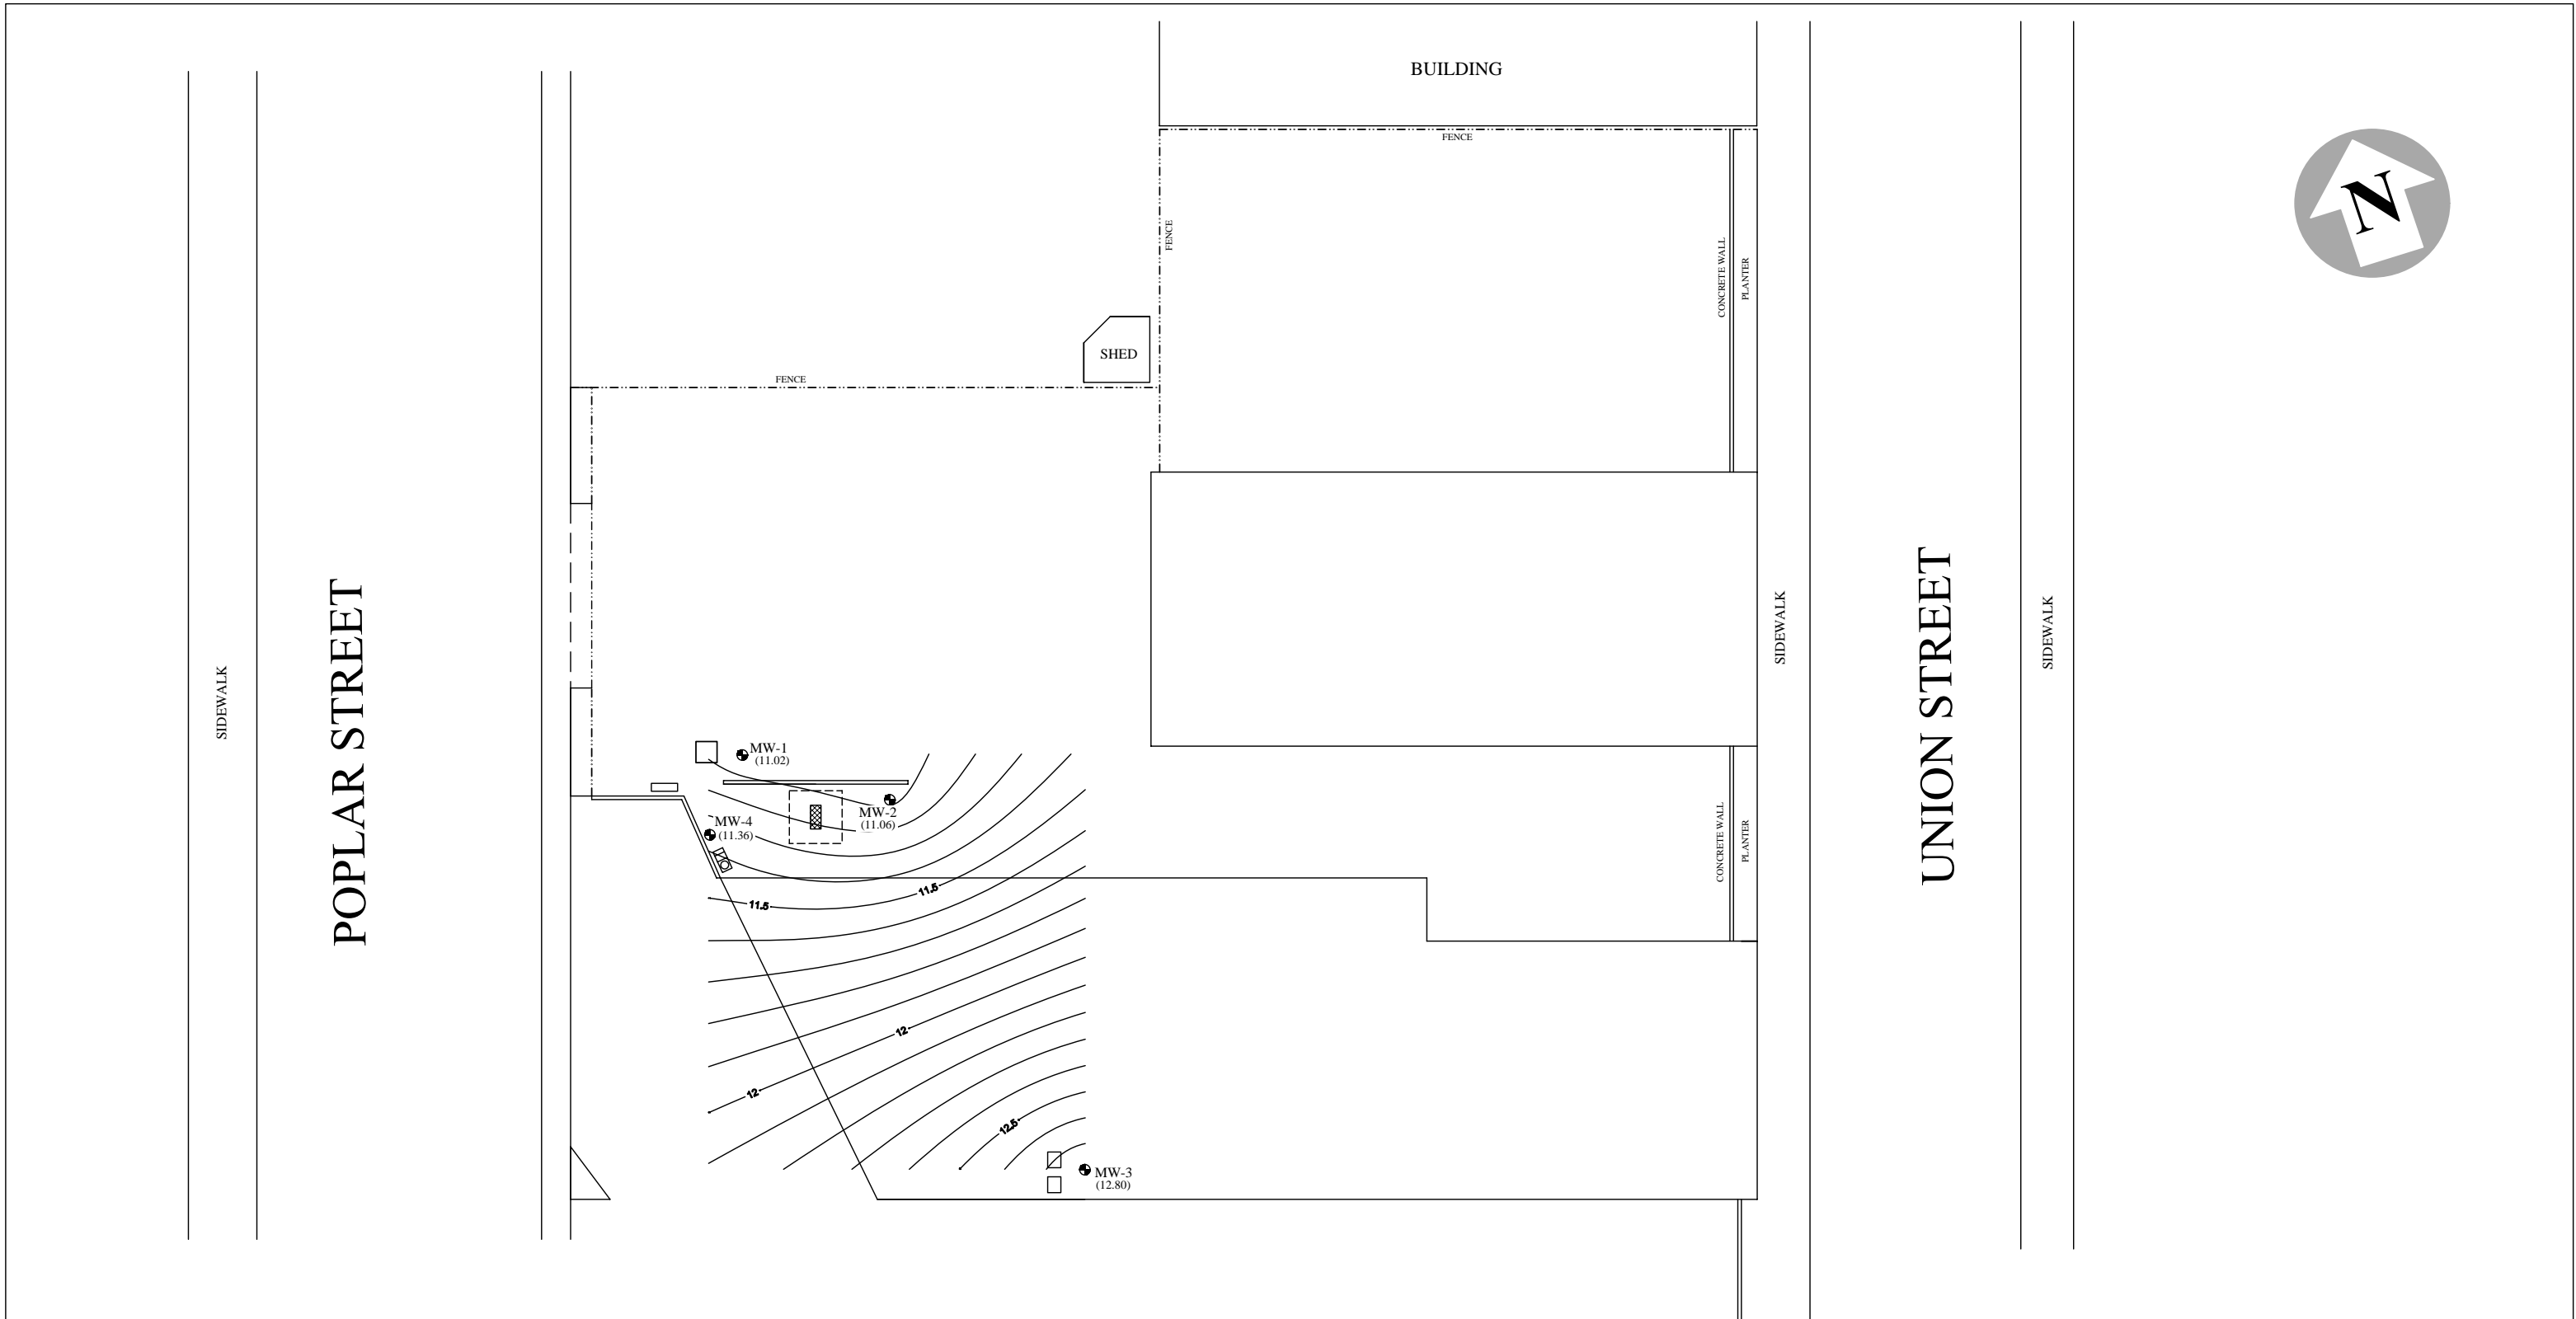 BUILDING
FENCE
N
FENCE
CONCRETE WALL
PLANTER
SHED
FENCE
POPLAR STREET
UNION STREET
SIDEWALK
SIDEWALK
SIDEWALK
MW-1
(11.02)
MW-2
(11.06)
MW-4
(11.36)
CONCRETE WALL
PLANTER
11.5
11.5
12
12
12.5
MW-3
(12.80)